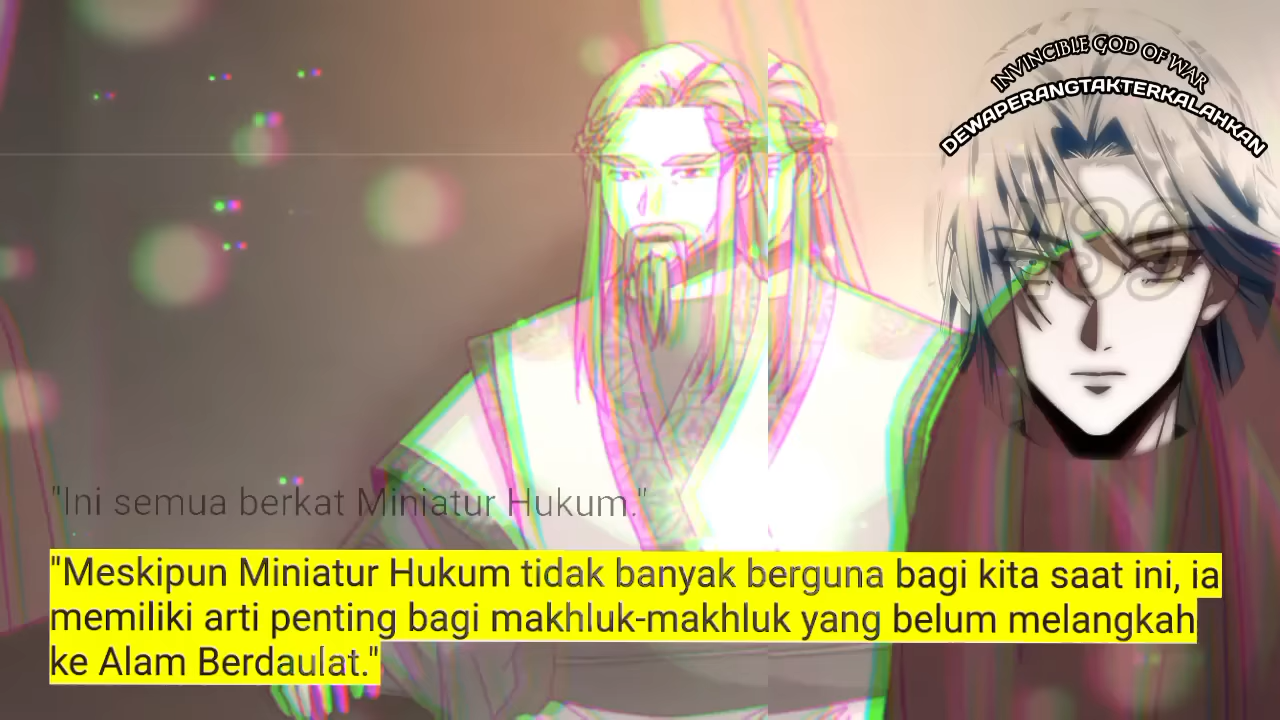 INVINCIBLE GOD OF WAR
DEWAPERANGTAKTERKALAHKAN
"Ini semua berkat Miniatur Hukum."
"Meskipun Miniatur Hukum tidak banyak berguna bagi kita saat ini, ia
memiliki arti penting bagi makhluk-makhluk yang belum melangkah
ke Alam Berdaulat."